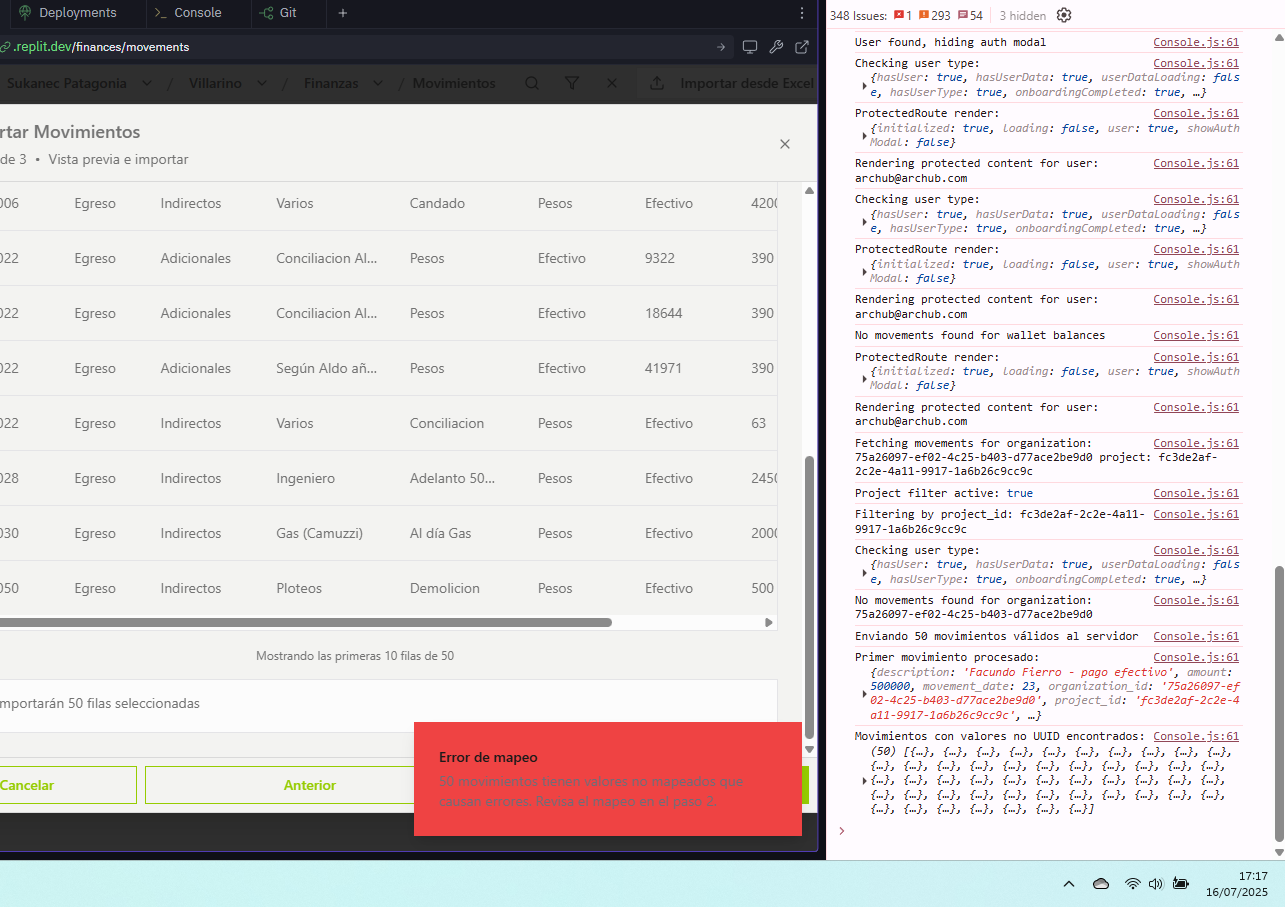 Deployments
Console
Git
.replit.dev/finances/movements
Sukanec Patagonia / Villarino / Finanzas / Movimientos Importar desde Excel
rtar Movimientos
de 3 • Vista previa e importar
006 Egreso Indirectos Varios Candado Pesos Efectivo 4200
022 Egreso Adicionales Conciliacion Al... Pesos Efectivo 9322 390
022 Egreso Adicionales Conciliacion Al... Pesos Efectivo 18644 390
022 Egreso Adicionales Según Aldo añ... Pesos Efectivo 41971 390
022 Egreso Indirectos Varios Conciliacion Pesos Efectivo 63
028 Egreso Indirectos Ingeniero Adelanto 50... Pesos Efectivo 2450
030 Egreso Indirectos Gas (Camuzzi) Al día Gas Pesos Efectivo 2000
050 Egreso Indirectos Ploteos Demolicion Pesos Efectivo 500
Mostrando las primeras 10 filas de 50
mportarán 50 filas seleccionadas
Cancelar
Anterior
Error de mapeo
50 movimientos tienen valores no mapeados que
causan errores. Revisa el mapeo en el paso 2.
348 Issues: 1 293 54 3 hidden
User found, hiding auth modal Console.js:61
Checking user type: Console.js:61
{hasUser: true, hasUserData: true, userDataLoading: fals
e, hasUserType: true, onboardingCompleted: true, …}
ProtectedRoute render: Console.js:61
{initialized: true, loading: false, user: true, showAuth
Modal: false}
Rendering protected content for user: Console.js:61
archub@archub.com
Checking user type: Console.js:61
{hasUser: true, hasUserData: true, userDataLoading: fals
e, hasUserType: true, onboardingCompleted: true, …}
ProtectedRoute render: Console.js:61
{initialized: true, loading: false, user: true, showAuth
Modal: false}
Rendering protected content for user: Console.js:61
archub@archub.com
No movements found for wallet balances Console.js:61
ProtectedRoute render: Console.js:61
{initialized: true, loading: false, user: true, showAuth
Modal: false}
Rendering protected content for user: Console.js:61
archub@archub.com
Fetching movements for organization: Console.js:61
75a26097-ef02-4c25-b403-d77ace2be9d0 project: fc3de2af-
2c2e-4a11-9917-1a6b26c9cc9c
Project filter active: true Console.js:61
Filtering by project_id: fc3de2af-2c2e-4a11- Console.js:61
9917-1a6b26c9cc9c
Checking user type: Console.js:61
{hasUser: true, hasUserData: true, userDataLoading: fals
e, hasUserType: true, onboardingCompleted: true, …}
No movements found for organization: Console.js:61
75a26097-ef02-4c25-b403-d77ace2be9d0
Enviando 50 movimientos válidos al servidor Console.js:61
Primer movimiento procesado: Console.js:61
{description: 'Facundo Fierro - pago efectivo', amount:
500000, movement_date: 23, organization_id: '75a26097-ef
02-4c25-b403-d77ace2be9d0', project_id: 'fc3de2af-2c2e-4
a11-9917-1a6b26c9cc9c', …}
Movimientos con valores no UUID encontrados: Console.js:61
(50) [{…}, {…}, {…}, {…}, {…}, {…}, {…}, {…}, {…},
{…}, {…}, {…}, {…}, {…}, {…}, {…}, {…}, {…}, {…}, {…},
{…}, {…}, {…}, {…}, {…}, {…}, {…}, {…}, {…}, {…}, {…},
{…}, {…}, {…}, {…}, {…}, {…}, {…}, {…}, {…}, {…}, {…},
{…}, {…}, {…}, {…}, {…}, {…}, {…}]
17:17
16/07/2025